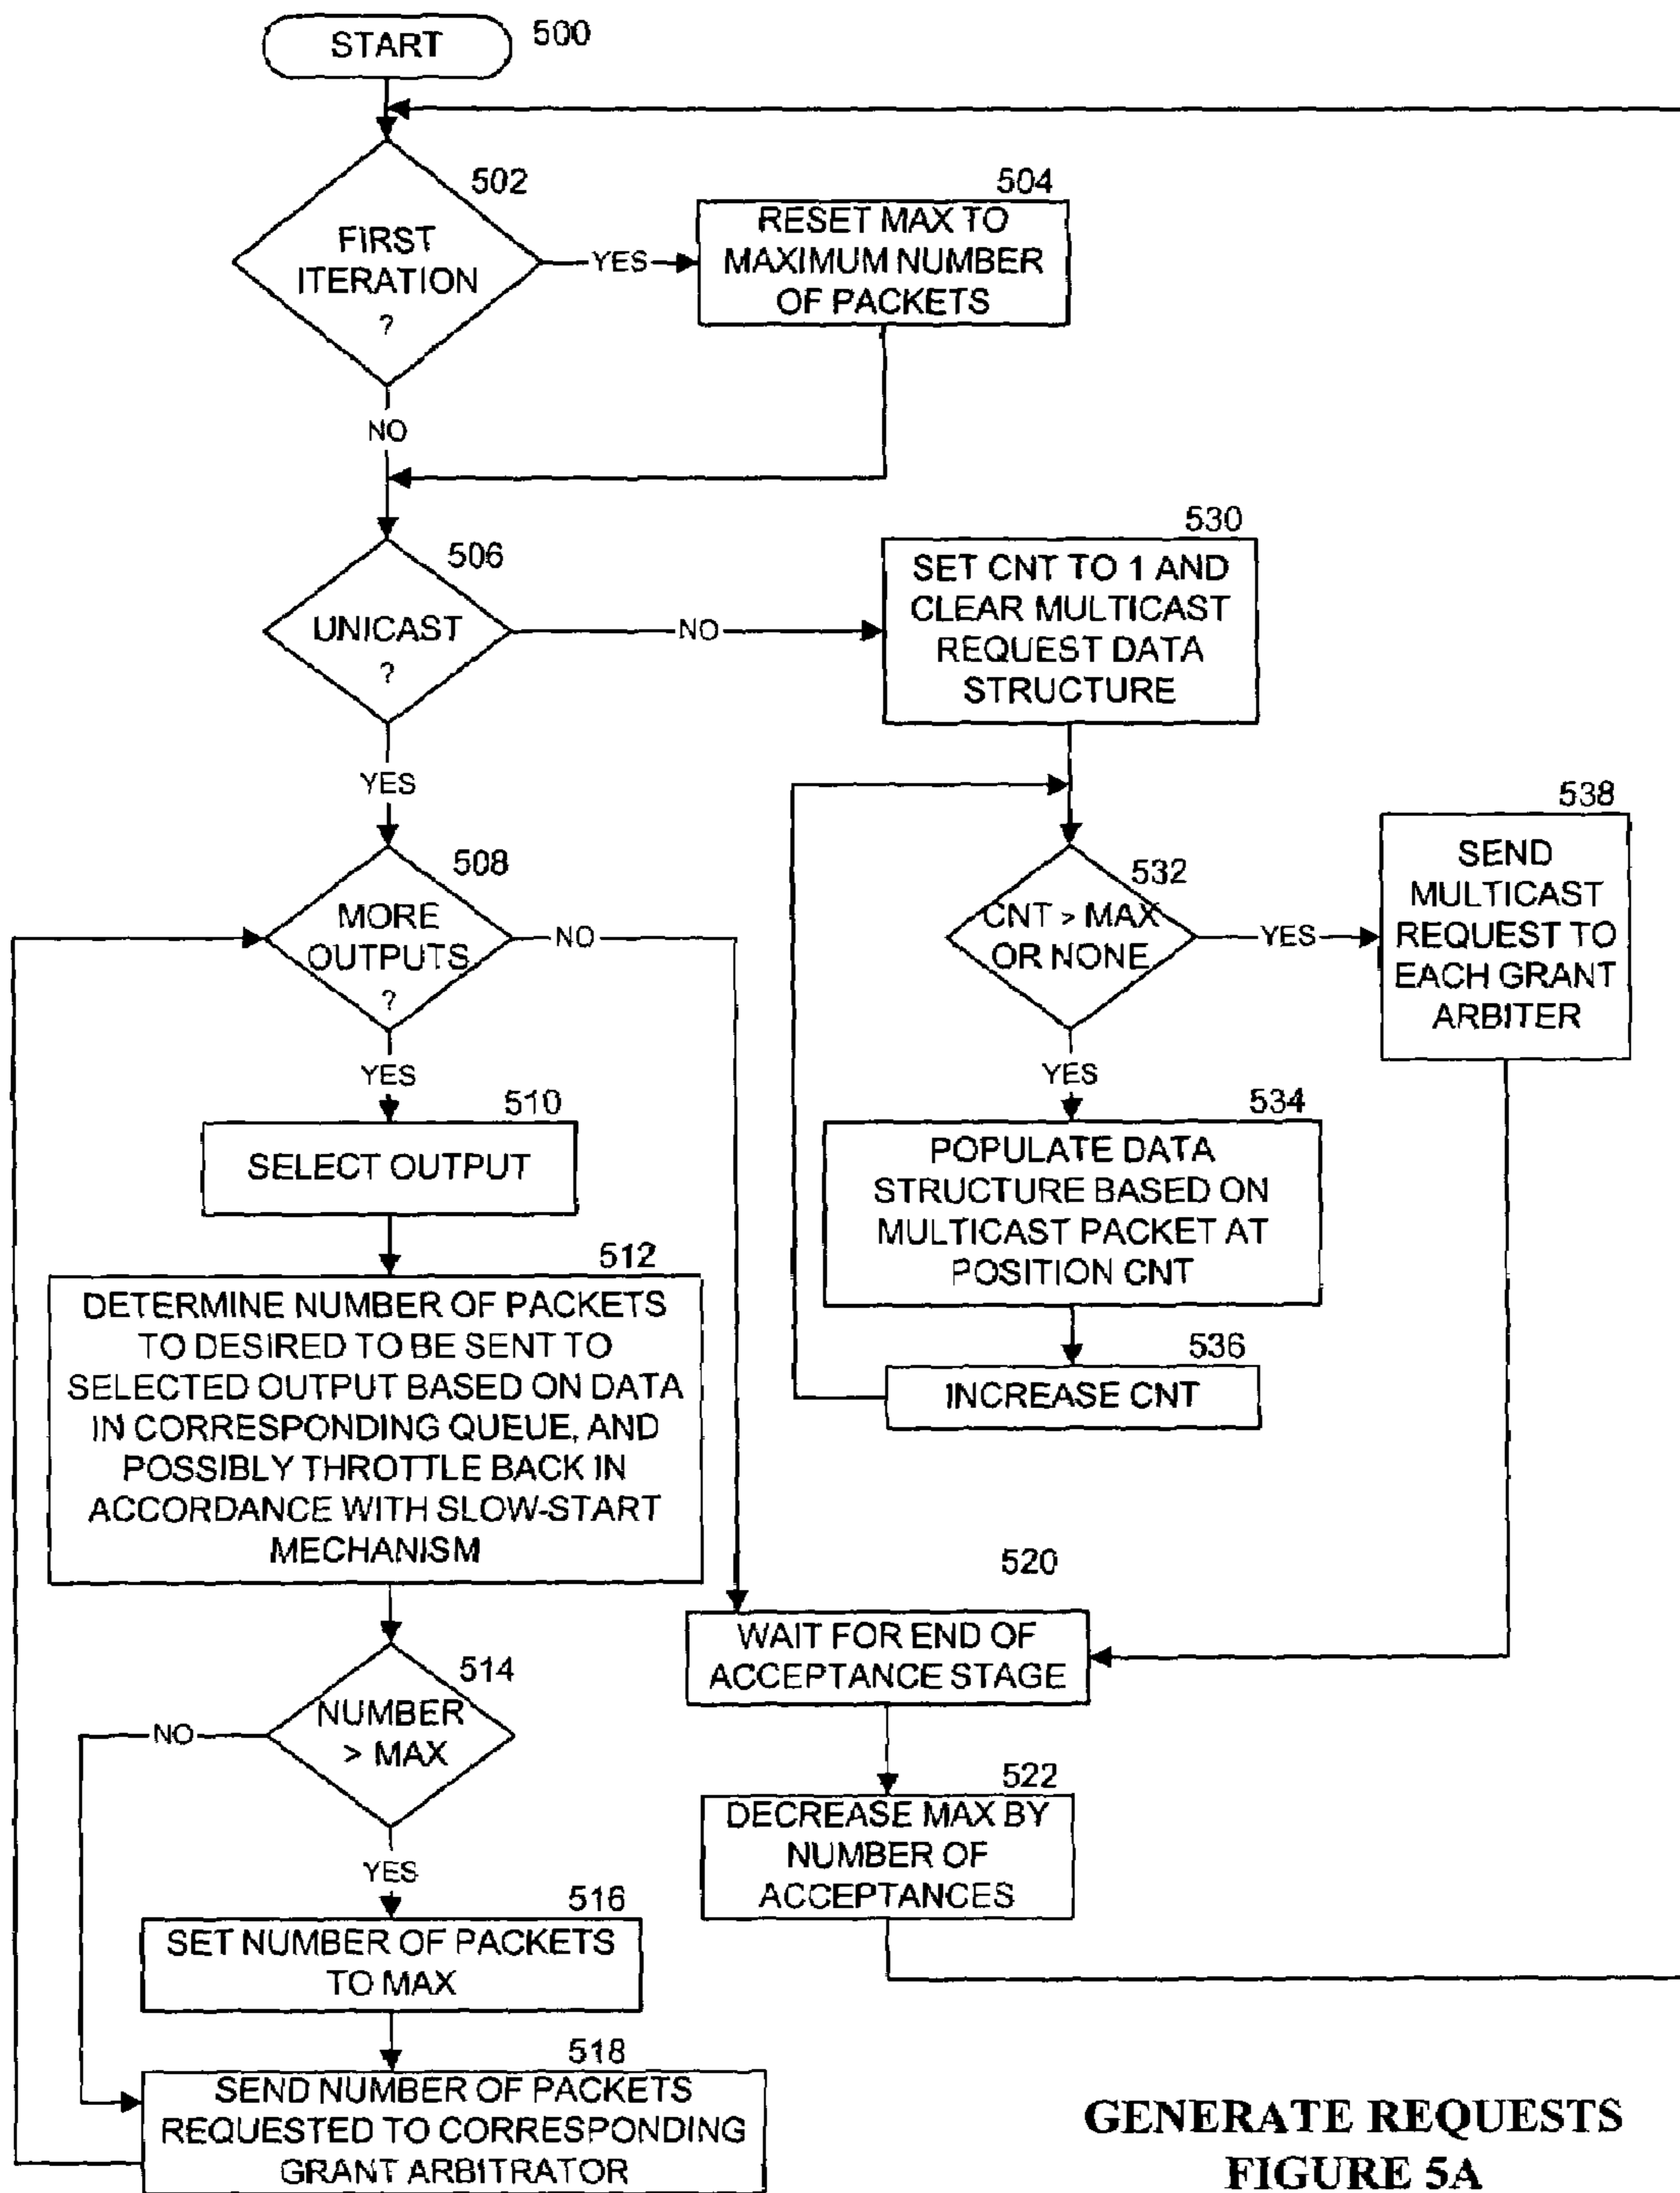 START
500
FIRST
ITERATION
?
502
YES
504
RESET MAX TO
MAXIMUM NUMBER
OF PACKETS
NO
UNICAST
?
506
NO
530
SET CNT TO 1 AND
CLEAR MULTICAST
REQUEST DATA
STRUCTURE
YES
MORE
OUTPUTS
?
508
NO
CNT > MAX
OR NONE
532
YES
538
SEND
MULTICAST
REQUEST TO
EACH GRANT
ARBITER
YES
510
SELECT OUTPUT
YES
534
POPULATE DATA
STRUCTURE BASED ON
MULTICAST PACKET AT
POSITION CNT
512
DETERMINE NUMBER OF PACKETS
TO DESIRED TO BE SENT TO
SELECTED OUTPUT BASED ON DATA
IN CORRESPONDING QUEUE, AND
POSSIBLY THROTTLE BACK IN
ACCORDANCE WITH SLOW-START
MECHANISM
536
INCREASE CNT
520
WAIT FOR END OF
ACCEPTANCE STAGE
514
NUMBER
> MAX
NO
522
DECREASE MAX BY
NUMBER OF
ACCEPTANCES
YES
516
SET NUMBER OF PACKETS
TO MAX
518
SEND NUMBER OF PACKETS
REQUESTED TO CORRESPONDING
GRANT ARBITRATOR
GENERATE REQUESTS
FIGURE 5A